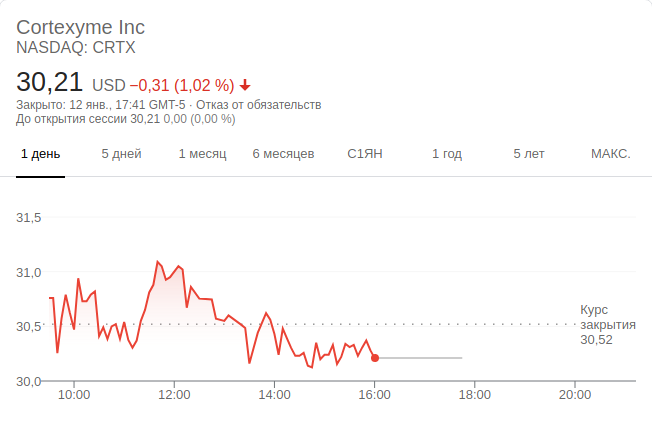 Cortexyme Inc
NASDAQ: CRTX
30,21 USD −0,31 (1,02 %)
Закрыто: 12 янв., 17:41 GMT-5 · Отказ от обязательств
До открытия сессии 30,21 0,00 (0,00 %)
1 день 5 дней 1 месяц 6 месяцев С1ЯН 1 год 5 лет МАКС.
31,5
31,0
30,5
30,0
Курс
закрытия
30,52
10:00 12:00 14:00 16:00 18:00 20:00